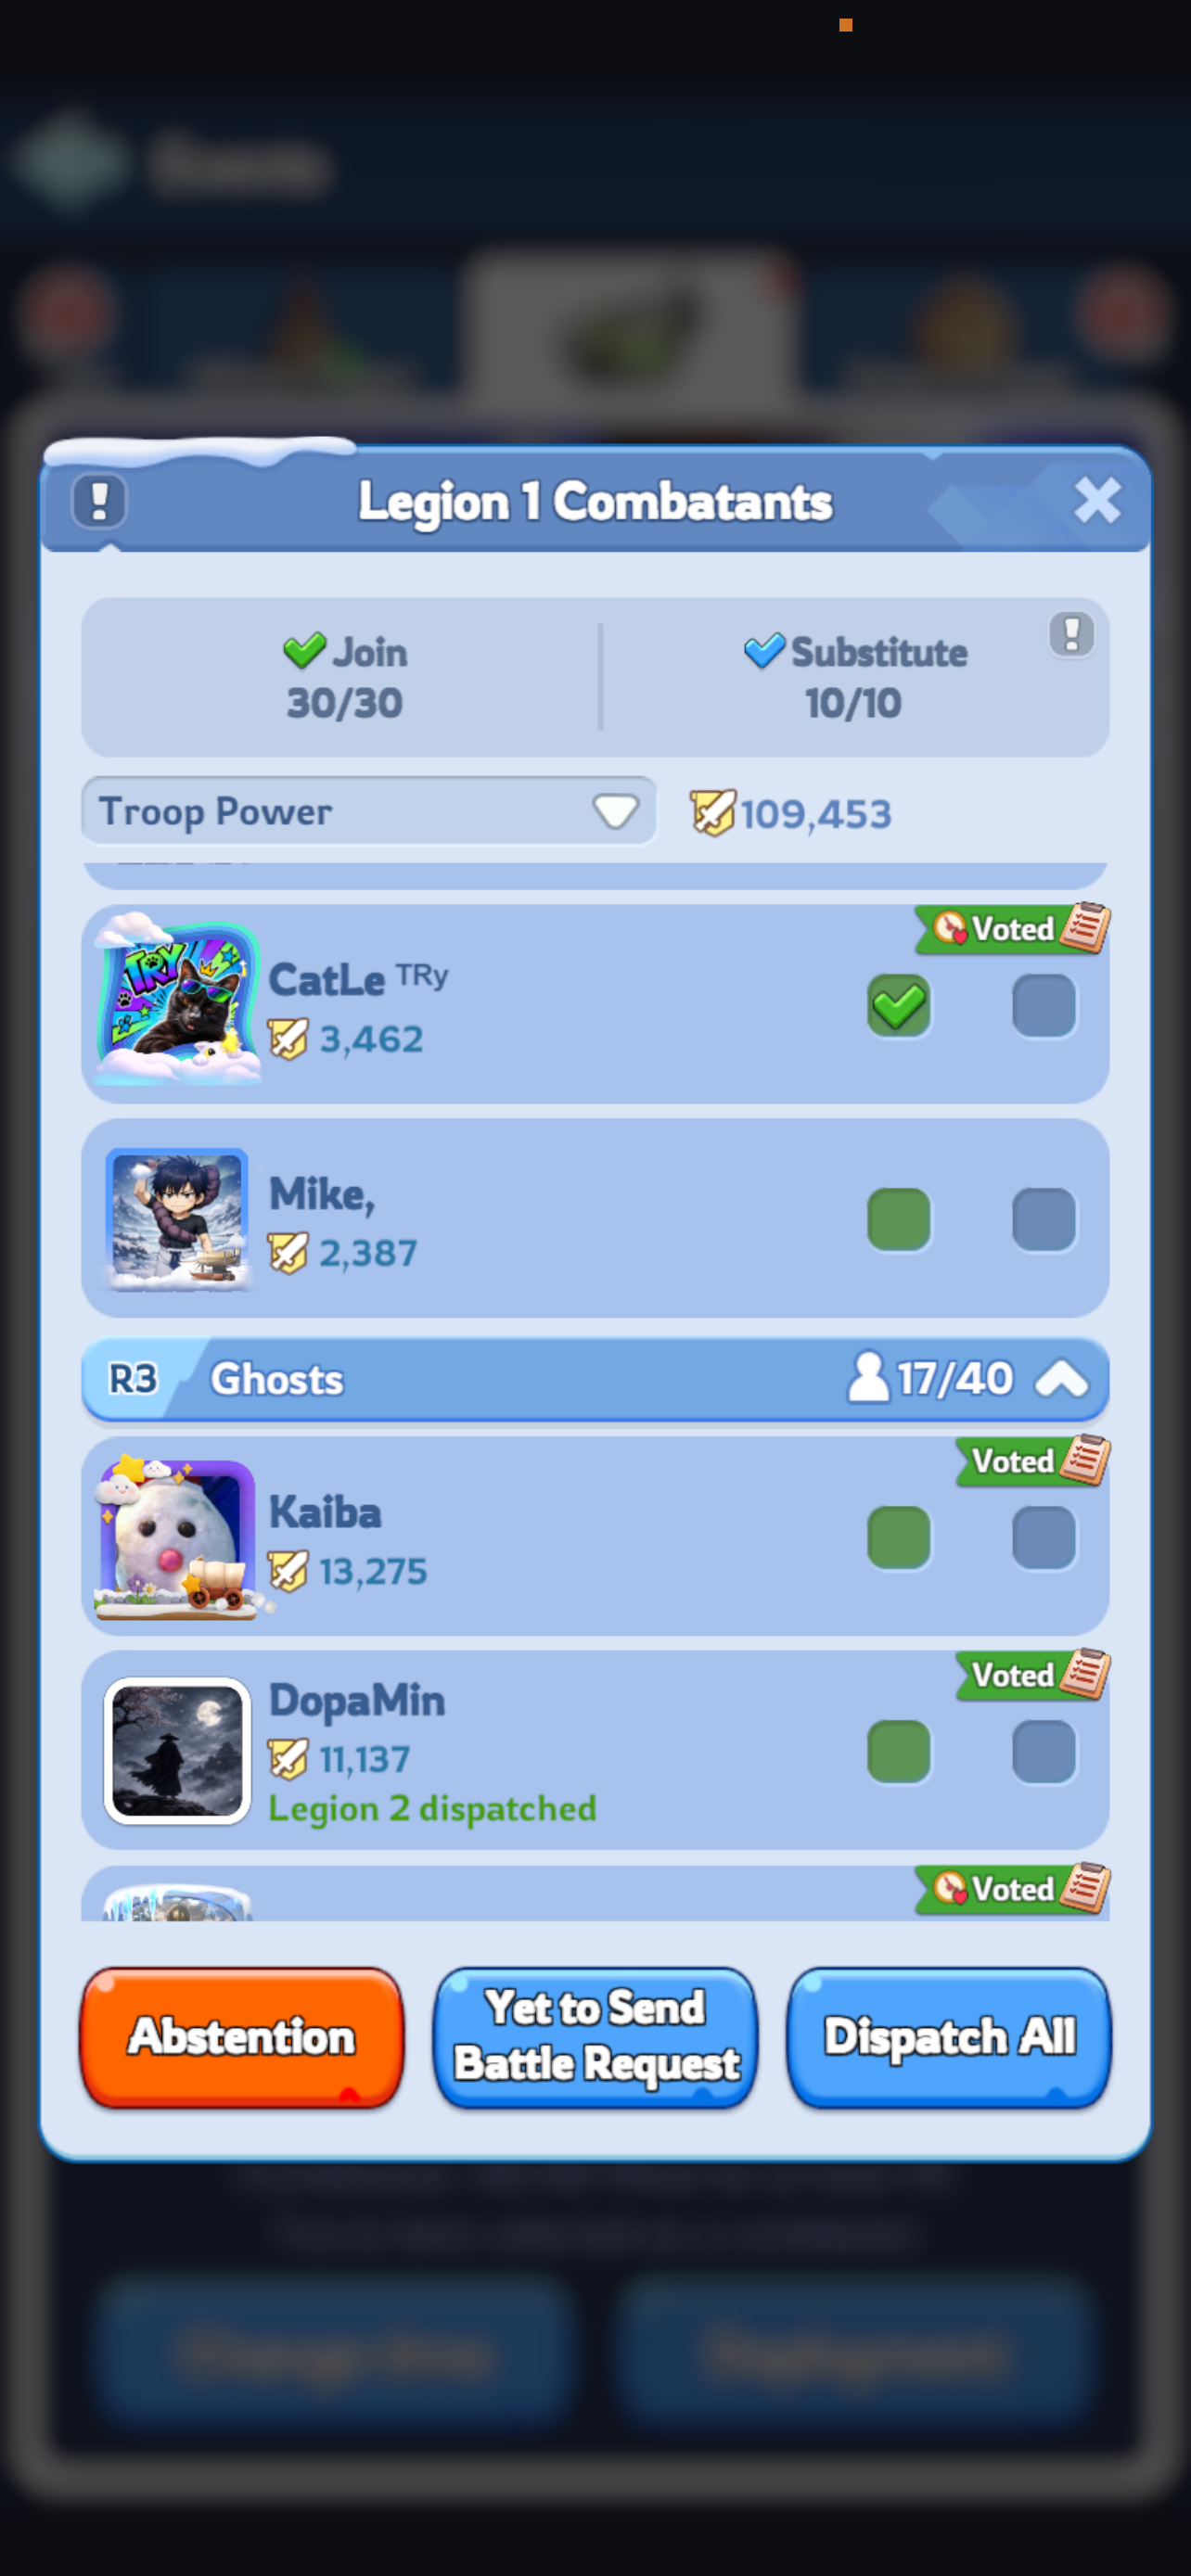 Legion 1 Combatants
Join
30/30
Substitute
10/10
Troop Power
109,453
Voted
TRY
CatLe ᵀᴿʸ
3,462
Mike,
2,387
R3 Ghosts 17/40
Voted
Kaiba
13,275
Voted
DopaMin
11,137
Legion 2 dispatched
Voted
Abstention
Yet to Send
Battle Request
Dispatch All